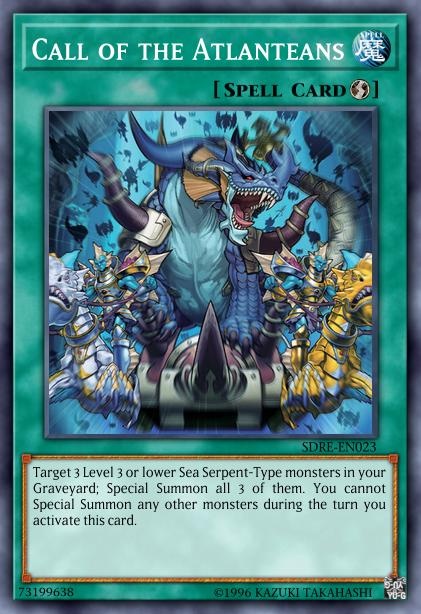 CALL OF THE ATLANTEANS
SPELL
魔
[SPELL CARD]
SDRE-EN023
Target 3 Level 3 or lower Sea Serpent-Type monsters in your
Graveyard; Special Summon all 3 of them. You cannot
Special Summon any other monsters during the turn you
activate this card.
73199638
©1996 KAZUKI TAKAHASHI